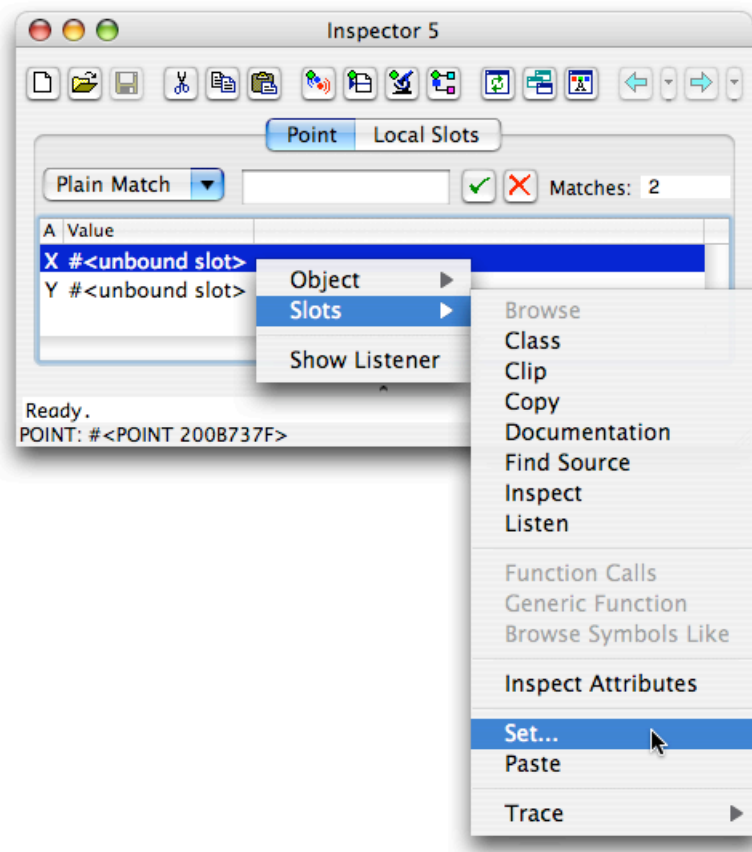 Inspector 5
Point Local Slots
Plain Match Matches: 2
A Value
X #<unbound slot>
Y #<unbound slot>
Object
Slots
Show Listener
Ready.
POINT: #<POINT 200B737F>
Browse
Class
Clip
Copy
Documentation
Find Source
Inspect
Listen
Function Calls
Generic Function
Browse Symbols Like
Inspect Attributes
Set...
Paste
Trace